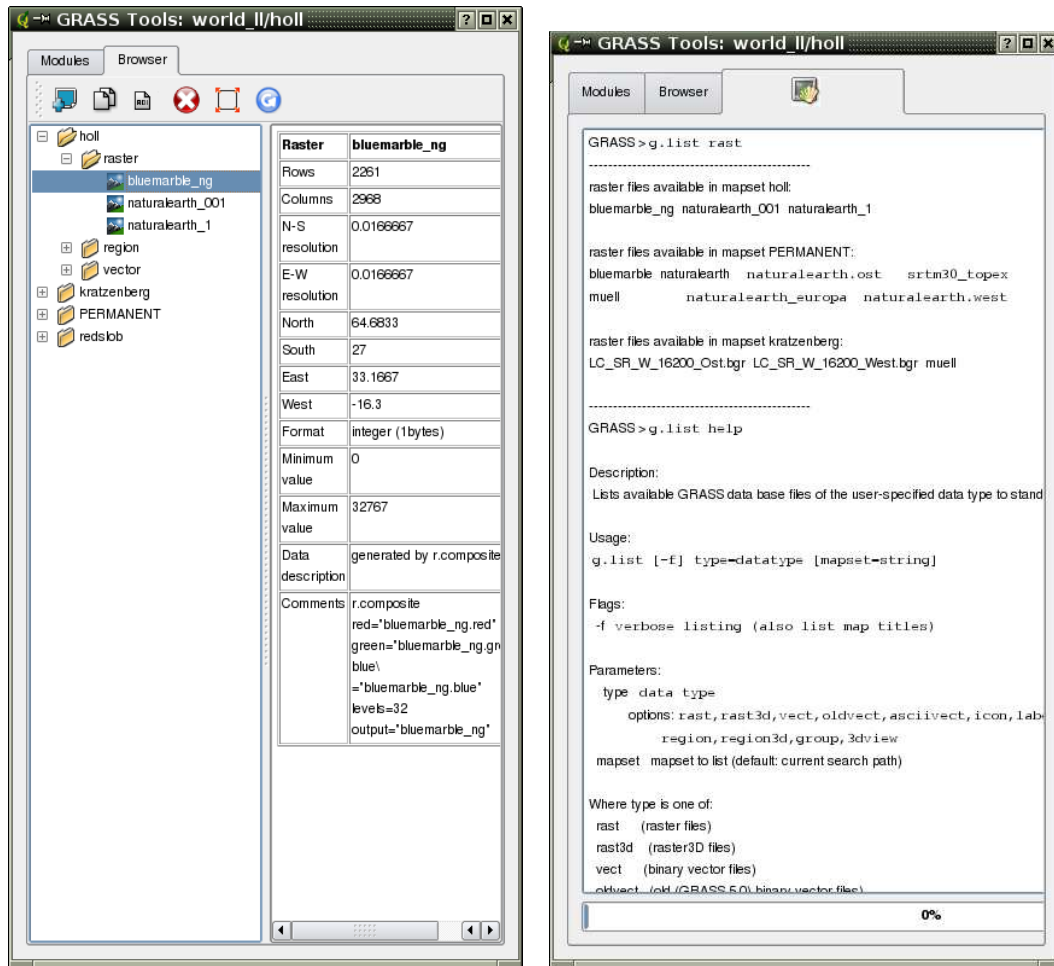 GRASS Tools: world_ll/holl
Modules Browser
holl
raster
bluemarble_ng
naturalearth_001
naturalearth_1
region
vector
kratzenberg
PERMANENT
redslob
Raster bluemarble_ng
Rows 2261
Columns 2968
N-S 0.0166667
resolution
E-W 0.0166667
resolution
North 64.6833
South 27
East 33.1667
West -16.3
Format integer (1bytes)
Minimum 0
value
Maximum 32767
value
Data generated by r.composite
description
Comments r.composite
red="bluemarble_ng.red"
green="bluemarble_ng.gr
blue\
="bluemarble_ng.blue"
levels=32
output="bluemarble_ng"
GRASS Tools: world_ll/holl
Modules Browser
GRASS>g.list rast
----------------------------------------------
raster files available in mapset holl:
bluemarble_ng naturalearth_001 naturalearth_1
raster files available in mapset PERMANENT:
bluemarble naturalearth naturalearth.ost srtm30_topex
muell naturalearth_europa naturalearth.west
raster files available in mapset kratzenberg:
LC_SR_W_16200_Ost.bgr LC_SR_W_16200_West.bgr muell
----------------------------------------------
GRASS>g.list help
Description:
Lists available GRASS data base files of the user-specified data type to stand
Usage:
g.list [-f] type=datatype [mapset=string]
Flags:
-f verbose listing (also list map titles)
Parameters:
type data type
options: rast,rast3d,vect,oldvect,asciivect,icon,lab
region,region3d,group,3dview
mapset mapset to list (default: current search path)
Where type is one of:
rast (raster files)
rast3d (raster3D files)
vect (binary vector files)
oldvect (old (GRASS 5.0) binary vector files)
0%